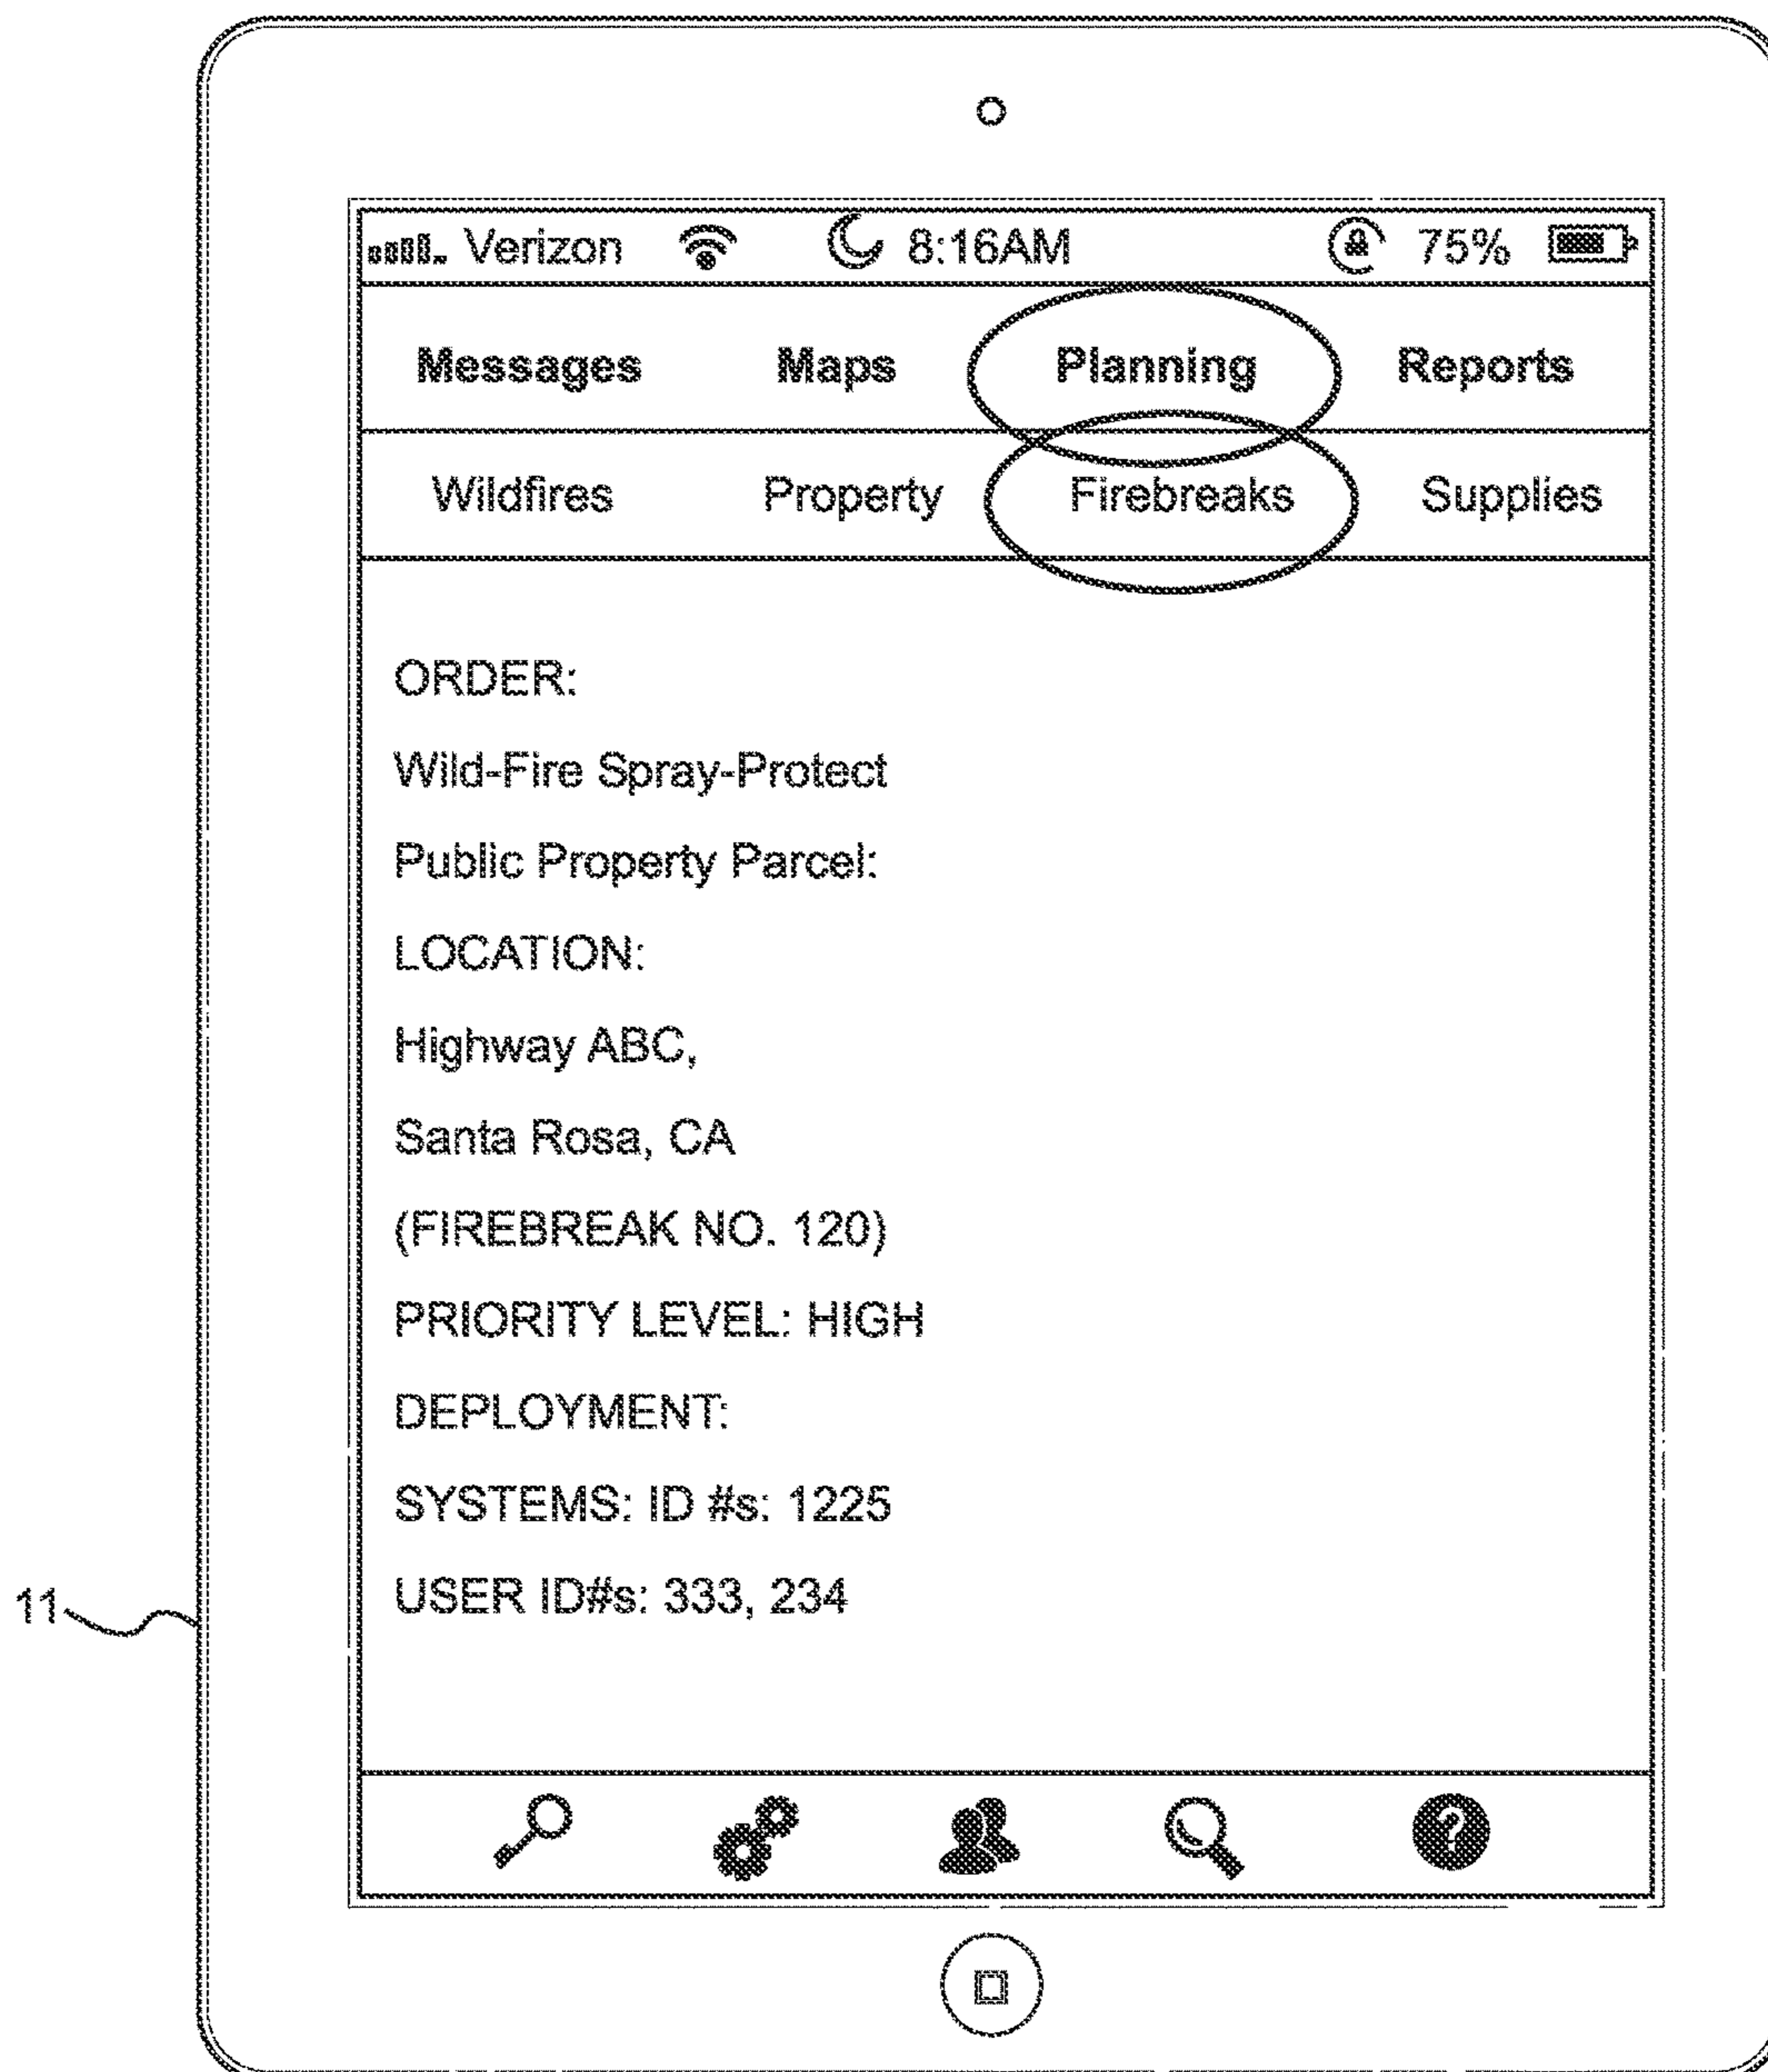 Verizon 8:16AM 75%
Messages Maps Planning Reports
Wildfires Property Firebreaks Supplies
ORDER:
Wild-Fire Spray-Protect
Public Property Parcel:
LOCATION:
Highway ABC,
Santa Rosa, CA
(FIREBREAK NO. 120)
PRIORITY LEVEL: HIGH
DEPLOYMENT:
SYSTEMS: ID #s: 1225
USER ID#s: 333, 234
11
?